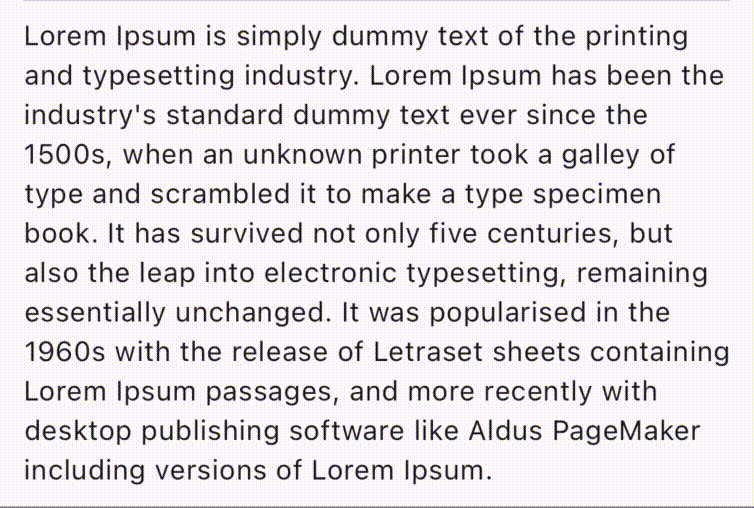 Lorem Ipsum is simply dummy text of the printing
and typesetting industry. Lorem Ipsum has been the
industry's standard dummy text ever since the
1500s, when an unknown printer took a galley of
type and scrambled it to make a type specimen
book. It has survived not only five centuries, but
also the leap into electronic typesetting, remaining
essentially unchanged. It was popularised in the
1960s with the release of Letraset sheets containing
Lorem Ipsum passages, and more recently with
desktop publishing software like Aldus PageMaker
including versions of Lorem Ipsum.